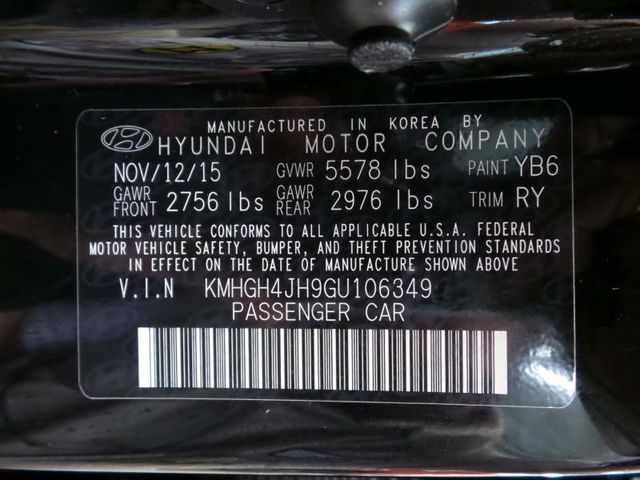 MANUFACTURED IN KOREA BY
HYUNDAI MOTOR COMPANY
NOV/12/15 GVWR 5578 lbs PAINT YB6
GAWR FRONT 2756 lbs GAWR REAR 2976 lbs TRIM RY
THIS VEHICLE CONFORMS TO ALL APPLICABLE U.S.A. FEDERAL
MOTOR VEHICLE SAFETY, BUMPER, AND THEFT PREVENTION STANDARDS
IN EFFECT ON THE DATE OF MANUFACTURE SHOWN ABOVE
V.I.N KMHGH4JH9GU106349
PASSENGER CAR